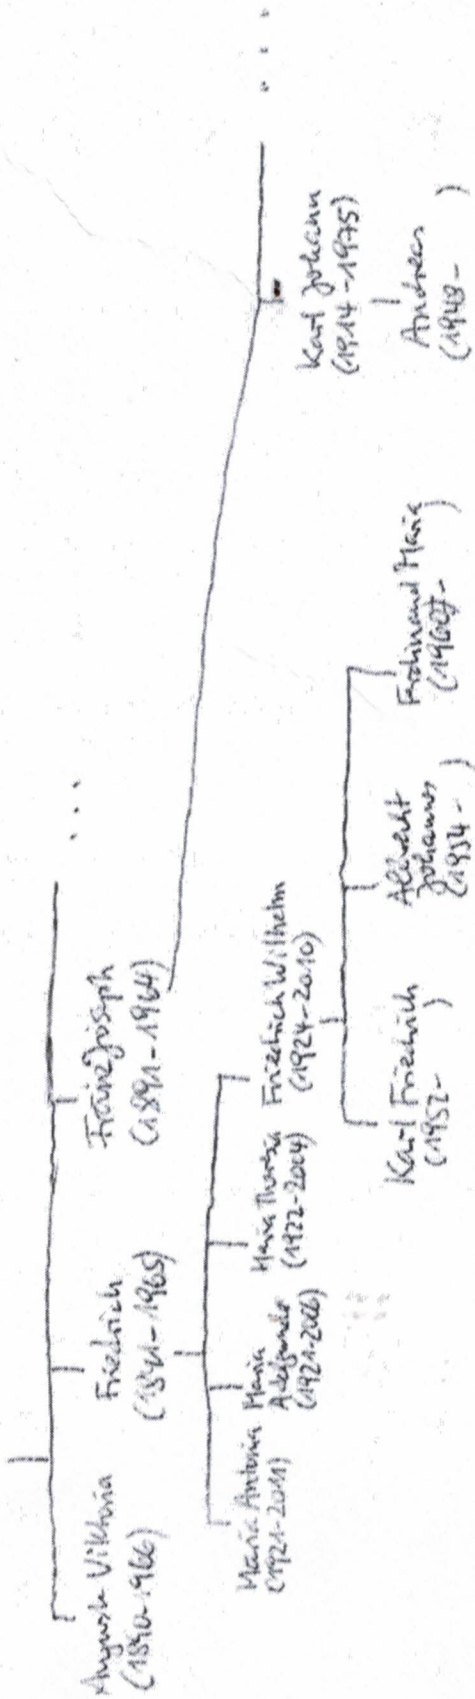 Auguste Viktoria
(1890-1966)
Friedrich
(1891-1965)
Franz Joseph
(1891-1964)
...
Maria Antonia
(1921-2011)
Maria
Adelgunde
(1921-2006)
Maria Theresa
(1922-2004)
Friedrich Wilhelm
(1924-2010)
Karl Johann
(1914-1975)
...
Karl Friedrich
(1952- )
Albrecht
Johannes
(1954- )
Ferdinand Maria
(1960- )
Andreas
(1948- )